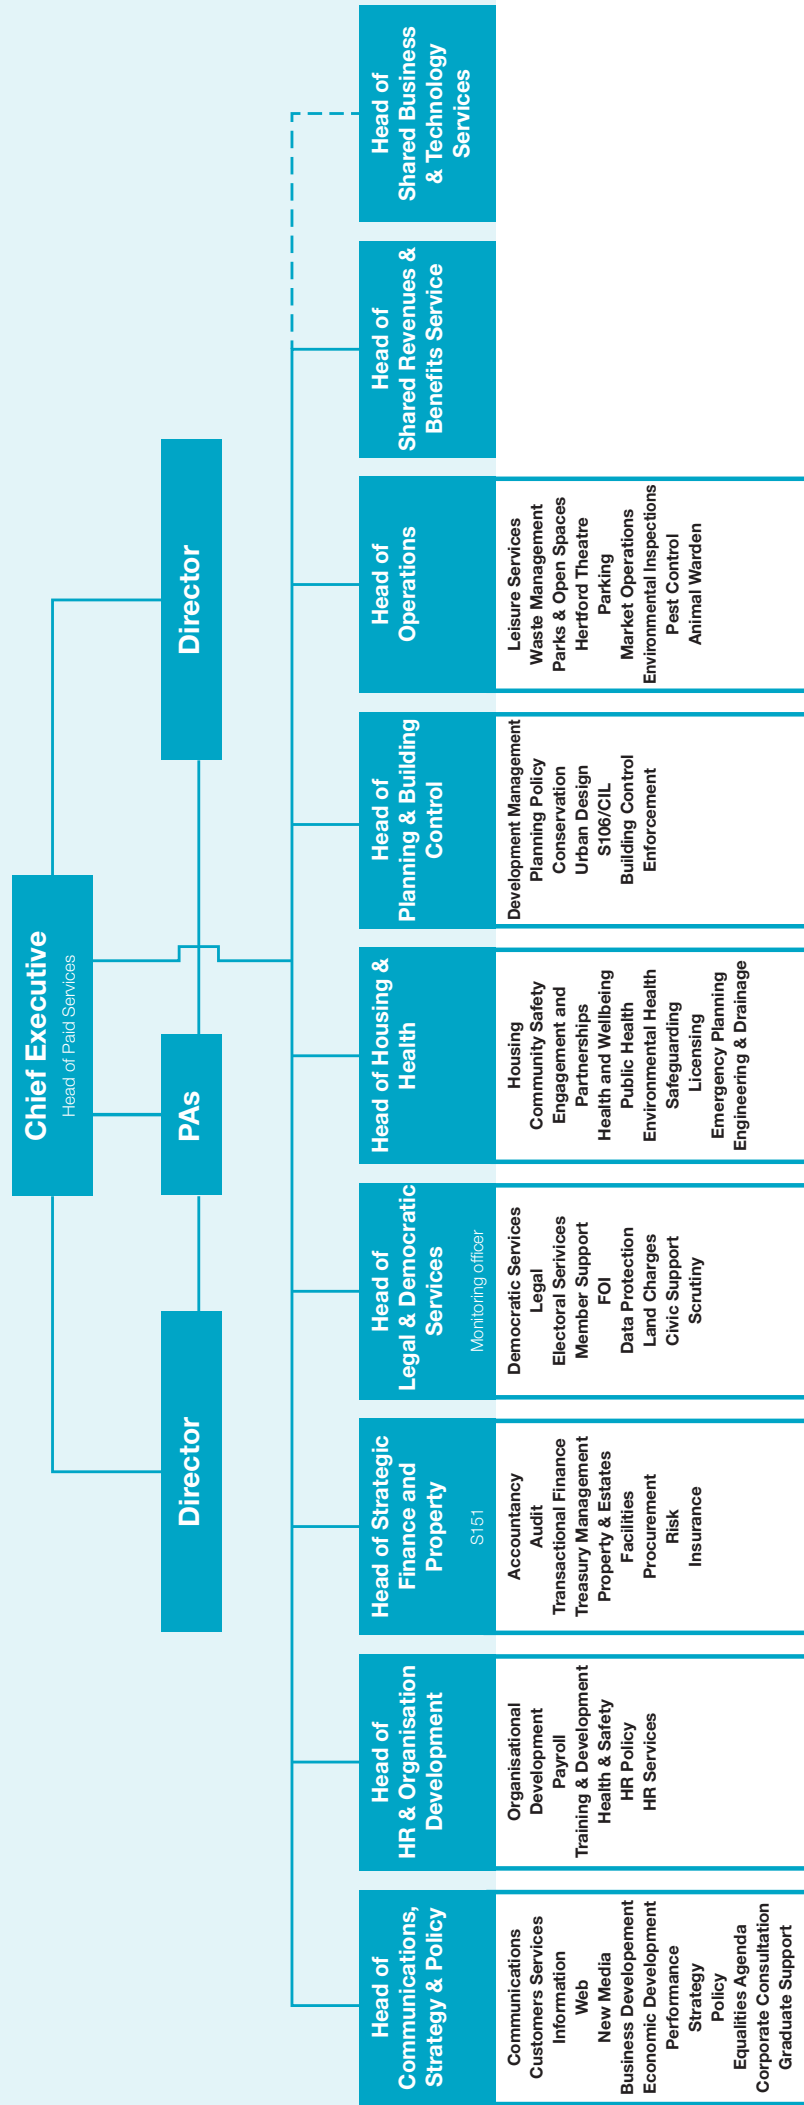 Chief Executive
Head of Paid Services
Director
PAs
Director
Head of
Communications,
Strategy & Policy
Head of
HR & Organisation
Development
Head of Strategic
Finance and
Property
S151
Head of
Legal & Democratic
Services
Monitoring officer
Head of Housing &
Health
Head of
Planning & Building
Control
Head of
Operations
Head of
Shared Revenues &
Benefits Service
Head of
Shared Business
& Technology
Services
Communications
Customers Services
Information
Web
New Media
Business Developement
Economic Development
Performance
Strategy
Policy
Equalities Agenda
Corporate Consultation
Graduate Support
Organisational
Development
Payroll
Training & Development
Health & Safety
HR Policy
HR Services
Accountancy
Audit
Transactional Finance
Treasury Management
Property & Estates
Facilities
Procurement
Risk
Insurance
Democratic Services
Legal
Electoral Serivices
Member Support
FOI
Data Protection
Land Charges
Civic Support
Scrutiny
Housing
Community Safety
Engagement and
Partnerships
Health and Wellbeing
Public Health
Environmental Health
Safeguarding
Licensing
Emergency Planning
Engineering & Drainage
Development Management
Planning Policy
Conservation
Urban Design
S106/CIL
Building Control
Enforcement
Leisure Services
Waste Management
Parks & Open Spaces
Hertford Theatre
Parking
Market Operations
Environmental Inspections
Pest Control
Animal Warden